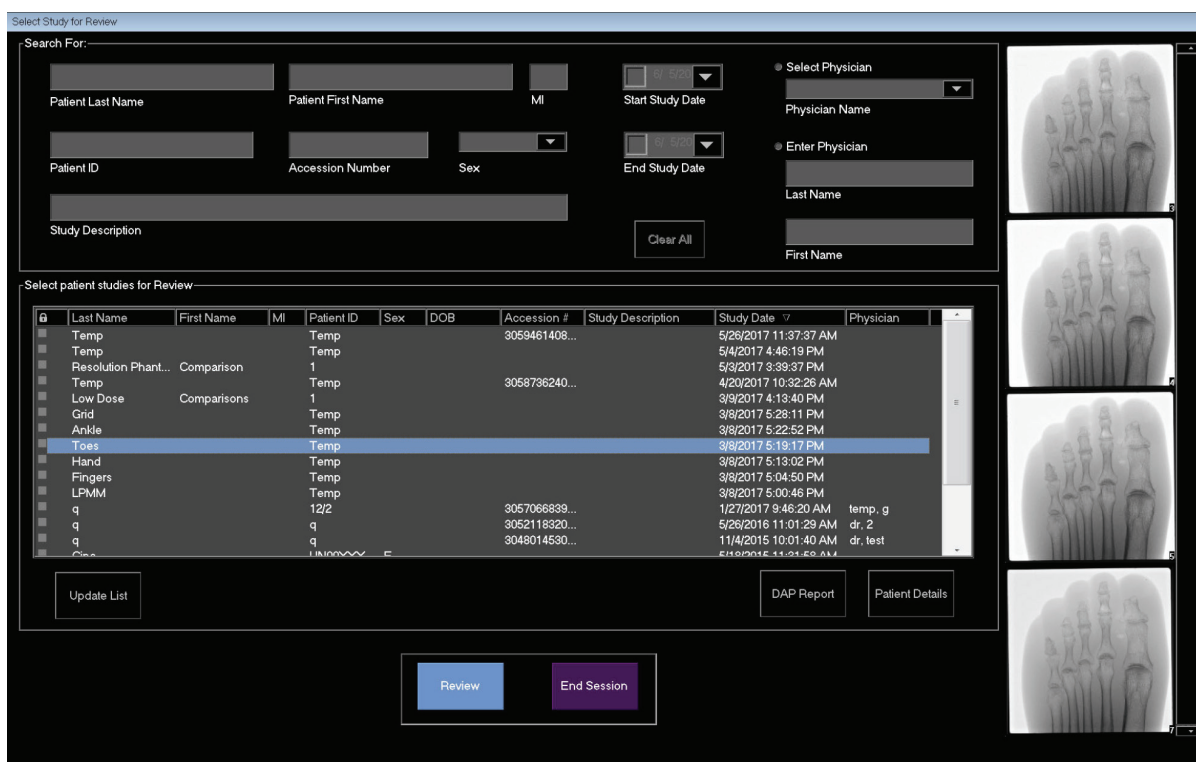 Select Study for Review
Search For:
Patient Last Name Patient First Name MI Start Study Date
6/ 5/20
Select Physician
Physician Name
Patient ID Accession Number Sex End Study Date
6/ 5/20
Enter Physician
Last Name
Study Description
Clear All
First Name
Select patient studies for Review
Last Name First Name MI Patient ID Sex DOB Accession # Study Description Study Date Physician
Temp Temp 3059461408... 5/26/2017 11:37:37 AM
Temp Temp 5/4/2017 4:46:19 PM
Resolution Phant... Comparison 1 5/3/2017 3:39:37 PM
Temp Temp 3058736240... 4/20/2017 10:32:26 AM
Low Dose Comparisons 1 3/9/2017 4:13:40 PM
Grid Temp 3/8/2017 5:28:11 PM
Ankle Temp 3/8/2017 5:22:52 PM
Toes Temp 3/8/2017 5:19:17 PM
Hand Temp 3/8/2017 5:13:02 PM
Fingers Temp 3/8/2017 5:04:50 PM
LPMM Temp 3/8/2017 5:00:46 PM
q 12/2 3057066839... 1/27/2017 9:46:20 AM temp, g
q q 3052118320... 5/26/2016 11:01:29 AM dr, 2
q q 3048014530... 11/4/2015 10:01:40 AM dr, test
Update List DAP Report Patient Details
Review End Session
3
4
5
7